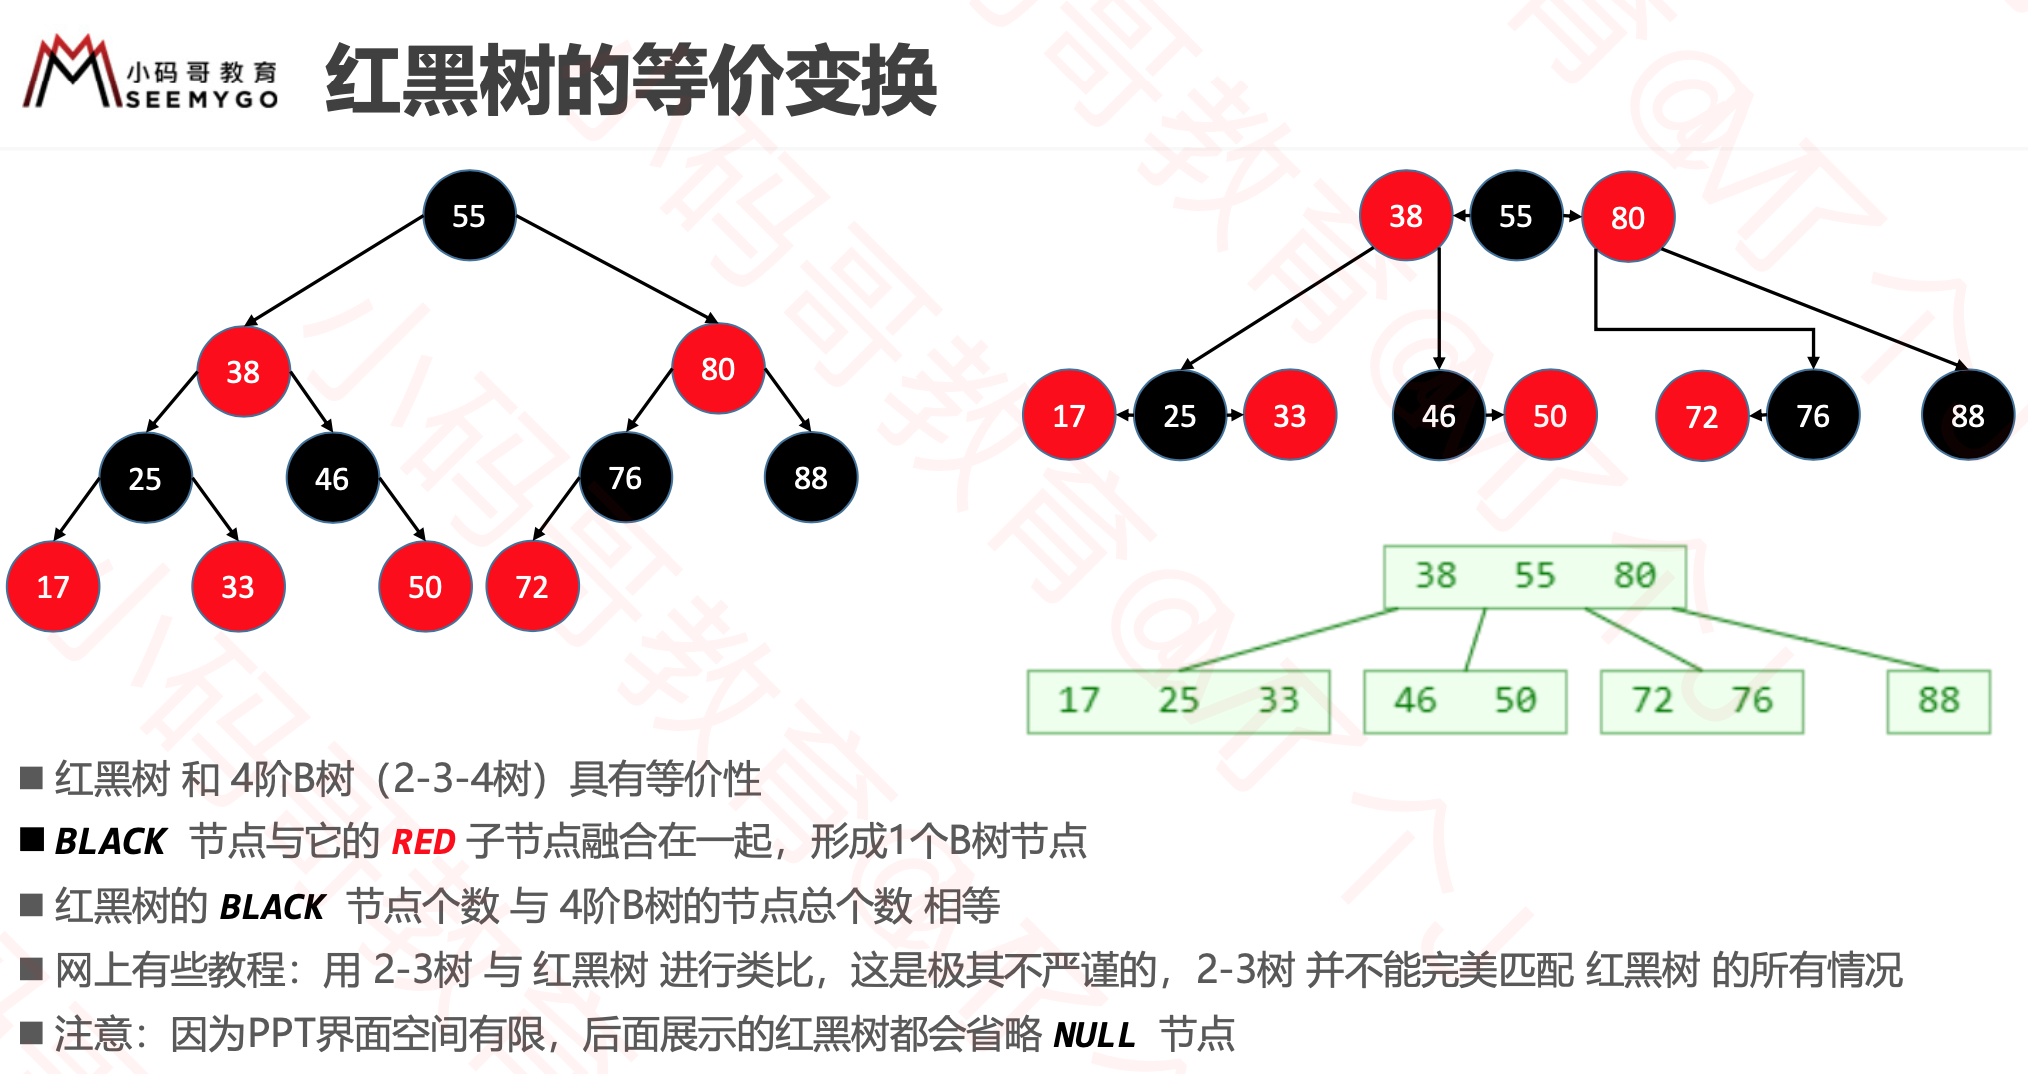 小码哥教育
SEEMYGO
红黑树的等价变换
55
38 80
25 46 76 88
17 33 50 72
38 55 80
17 25 33 46 50 72 76 88
38 55 80
17 25 33 46 50 72 76 88
■ 红黑树 和 4阶B树（2-3-4树）具有等价性
■ BLACK 节点与它的 RED 子节点融合在一起，形成1个B树节点
■ 红黑树的 BLACK 节点个数 与 4阶B树的节点总个数 相等
■ 网上有些教程：用 2-3树 与 红黑树 进行类比，这是极其不严谨的，2-3树 并不能完美匹配 红黑树 的所有情况
■ 注意：因为PPT界面空间有限，后面展示的红黑树都会省略 NULL 节点